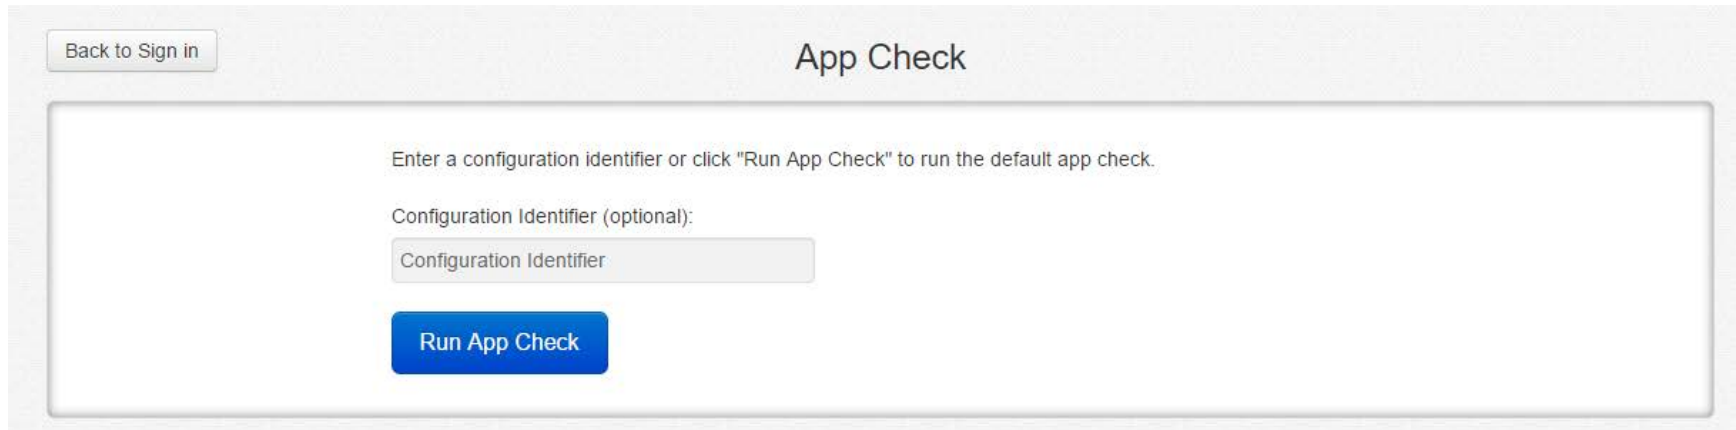 Back to Sign in
App Check
Enter a configuration identifier or click "Run App Check" to run the default app check.
Configuration Identifier (optional):
Configuration Identifier
Run App Check